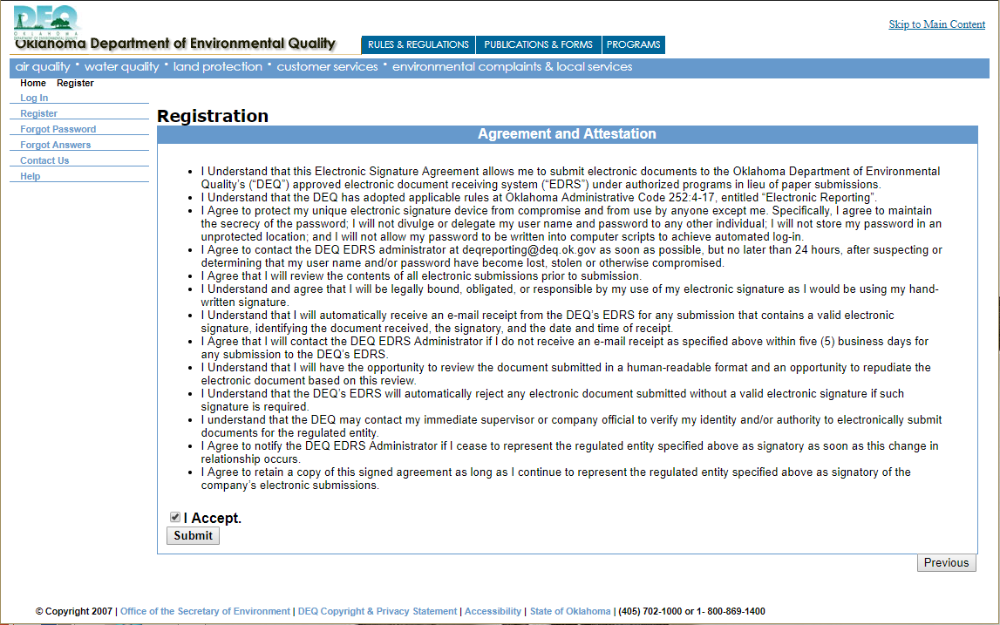 DEQ
OKLAHOMA
DEPARTMENT OF ENVIRONMENTAL QUALITY
Oklahoma Department of Environmental Quality
RULES & REGULATIONS
PUBLICATIONS & FORMS
PROGRAMS
Skip to Main Content
air quality * water quality * land protection * customer services * environmental complaints & local services
Home Register
Log In
Register
Forgot Password
Forgot Answers
Contact Us
Help
Registration
Agreement and Attestation
• I Understand that this Electronic Signature Agreement allows me to submit electronic documents to the Oklahoma Department of Environmental
Quality's (“DEQ”) approved electronic document receiving system (“EDRS”) under authorized programs in lieu of paper submissions.
• I Understand that the DEQ has adopted applicable rules at Oklahoma Administrative Code 252:4-17, entitled “Electronic Reporting”.
• I Agree to protect my unique electronic signature device from compromise and from use by anyone except me. Specifically, I agree to maintain
the secrecy of the password; I will not divulge or delegate my user name and password to any other individual; I will not store my password in an
unprotected location; and I will not allow my password to be written into computer scripts to achieve automated log-in.
• I Agree to contact the DEQ EDRS administrator at deqreporting@deq.ok.gov as soon as possible, but no later than 24 hours, after suspecting or
determining that my user name and/or password have become lost, stolen or otherwise compromised.
• I Agree that I will review the contents of all electronic submissions prior to submission.
• I Understand and agree that I will be legally bound, obligated, or responsible by my use of my electronic signature as I would be using my hand-
written signature.
• I Understand that I will automatically receive an e-mail receipt from the DEQ's EDRS for any submission that contains a valid electronic
signature, identifying the document received, the signatory, and the date and time of receipt.
• I Agree that I will contact the DEQ EDRS Administrator if I do not receive an e-mail receipt as specified above within five (5) business days for
any submission to the DEQ's EDRS.
• I Understand that I will have the opportunity to review the document submitted in a human-readable format and an opportunity to repudiate the
electronic document based on this review.
• I Understand that the DEQ's EDRS will automatically reject any electronic document submitted without a valid electronic signature if such
signature is required.
• I understand that the DEQ may contact my immediate supervisor or company official to verify my identity and/or authority to electronically submit
documents for the regulated entity.
• I Agree to notify the DEQ EDRS Administrator if I cease to represent the regulated entity specified above as signatory as soon as this change in
relationship occurs.
• I Agree to retain a copy of this signed agreement as long as I continue to represent the regulated entity specified above as signatory of the
company's electronic submissions.
I Accept.
Submit
Previous
© Copyright 2007 | Office of the Secretary of Environment | DEQ Copyright & Privacy Statement | Accessibility | State of Oklahoma | (405) 702-1000 or 1- 800-869-1400